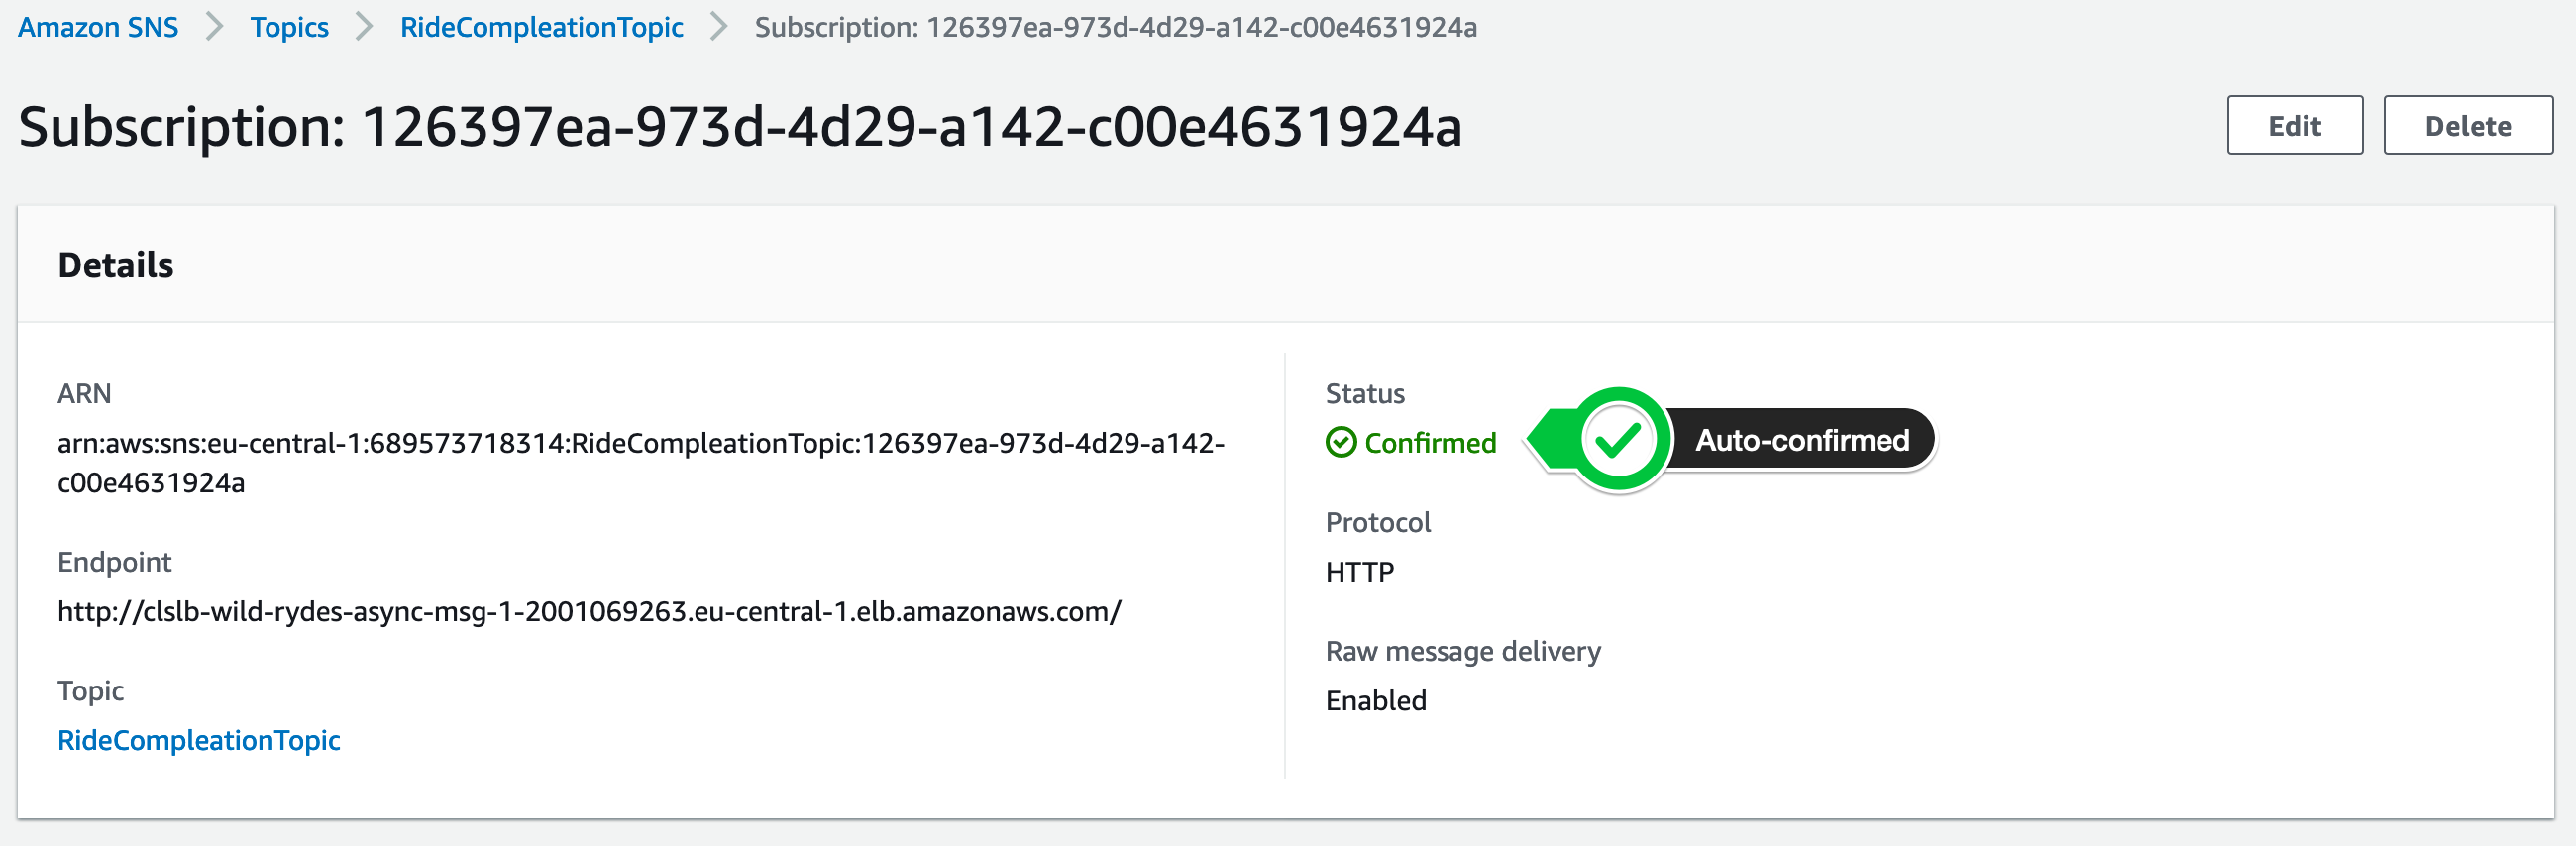 Amazon SNS > Topics > RideCompleationTopic > Subscription: 126397ea-973d-4d29-a142-c00e4631924a
Subscription: 126397ea-973d-4d29-a142-c00e4631924a
Edit
Delete
Details
ARN
arn:aws:sns:eu-central-1:689573718314:RideCompleationTopic:126397ea-973d-4d29-a142-
c00e4631924a
Endpoint
http://clslb-wild-rydes-async-msg-1-2001069263.eu-central-1.elb.amazonaws.com/
Topic
RideCompleationTopic
Status
Confirmed
Auto-confirmed
Protocol
HTTP
Raw message delivery
Enabled